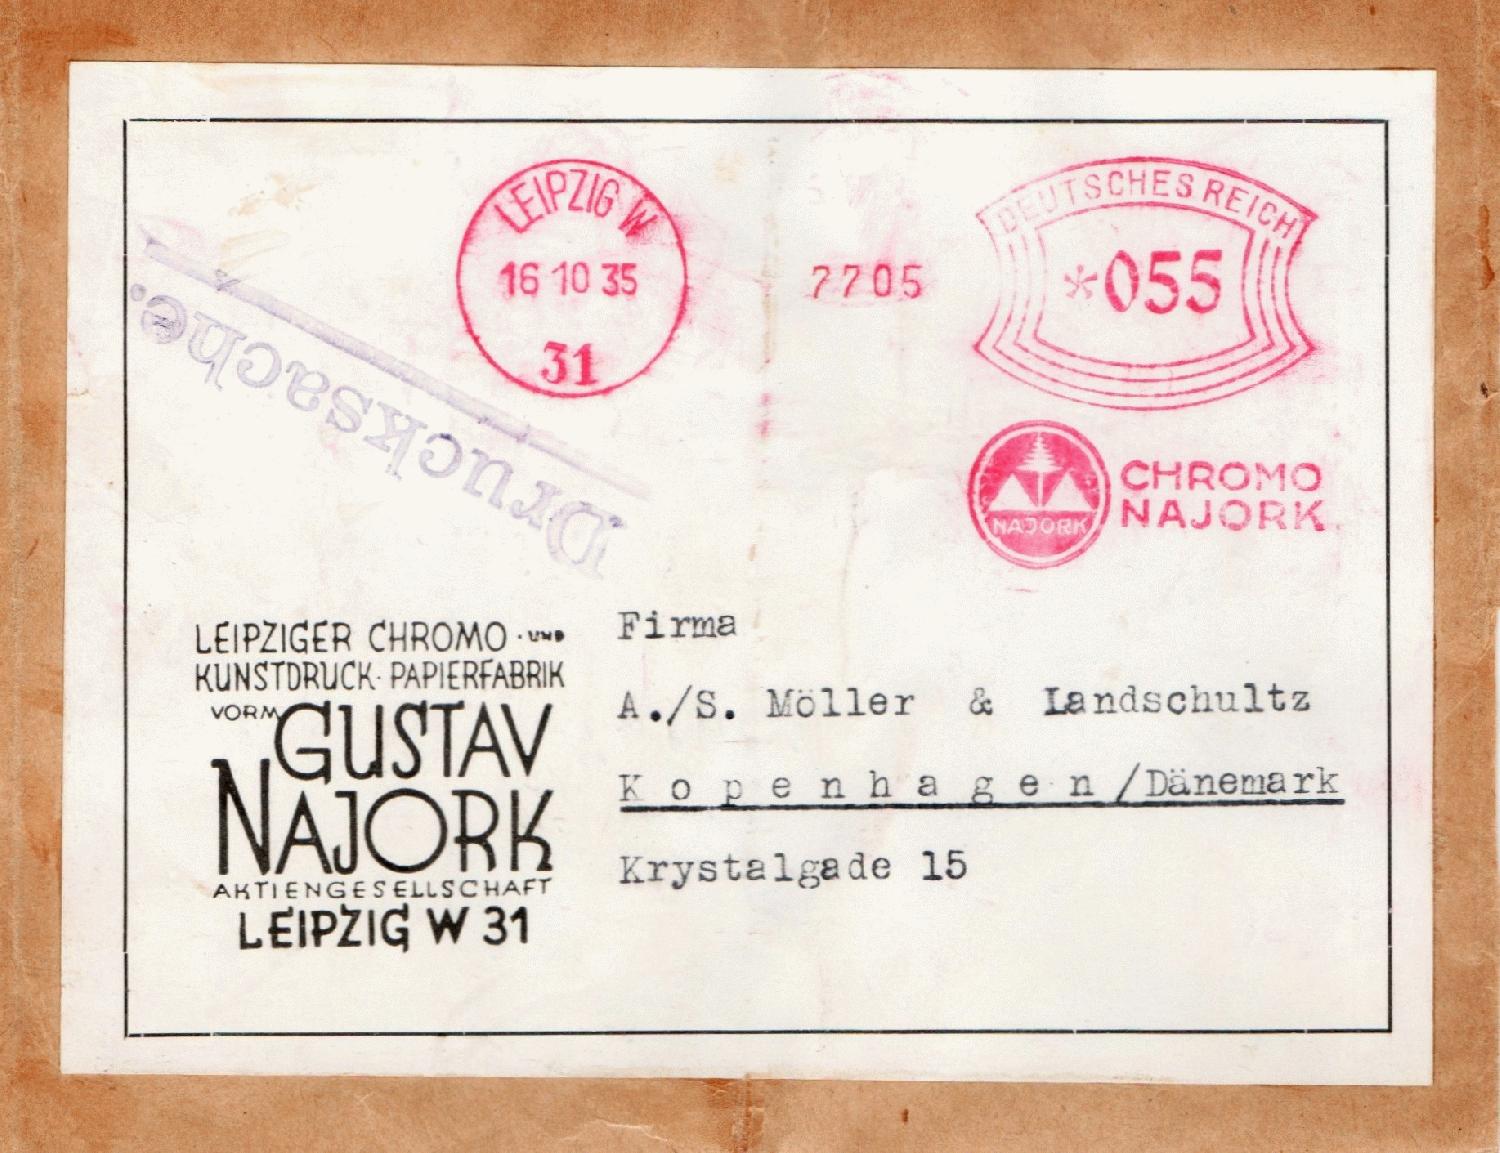 DEUTSCHES REICH
LEIPZIG W
16 10 35
31
7705
*055
CHROMO
NAJORK
NAJORK
Drucksache.
LEIPZIGER CHROMO · UND
KUNSTDRUCK · PAPIERFABRIK
VORM GUSTAV
NAJORK
AKTIENGESELLSCHAFT
LEIPZIG W 31
Firma
A./S. Möller & Landschultz
Kopenhagen/Dänemark
Krystalgade 15